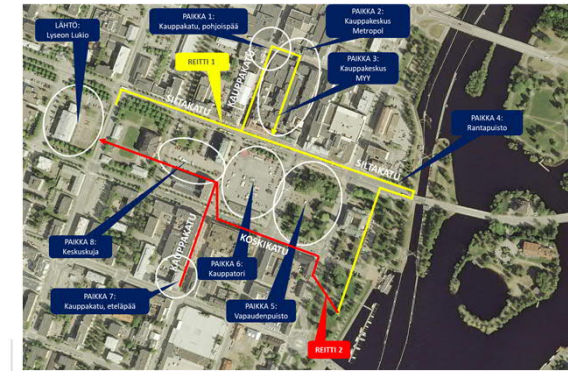 LÄHTÖ:
Lyseon Lukio
PAIKKA 1:
Kauppakatu, pohjoispää
PAIKKA 2:
Kauppakeskus
Metropol
REITTI 1
KAUPPAKATU
PAIKKA 3:
Kauppakeskus
MYY
SILTAKATU
SILTAKATU
PAIKKA 4:
Rantapuisto
PAIKKA 8:
Keskuskuja
KAUPPAKATU
KOSKIKATU
PAIKKA 6:
Kauppatori
PAIKKA 7:
Kauppakatu, eteläpää
PAIKKA 5:
Vapaudenpuisto
REITTI 2